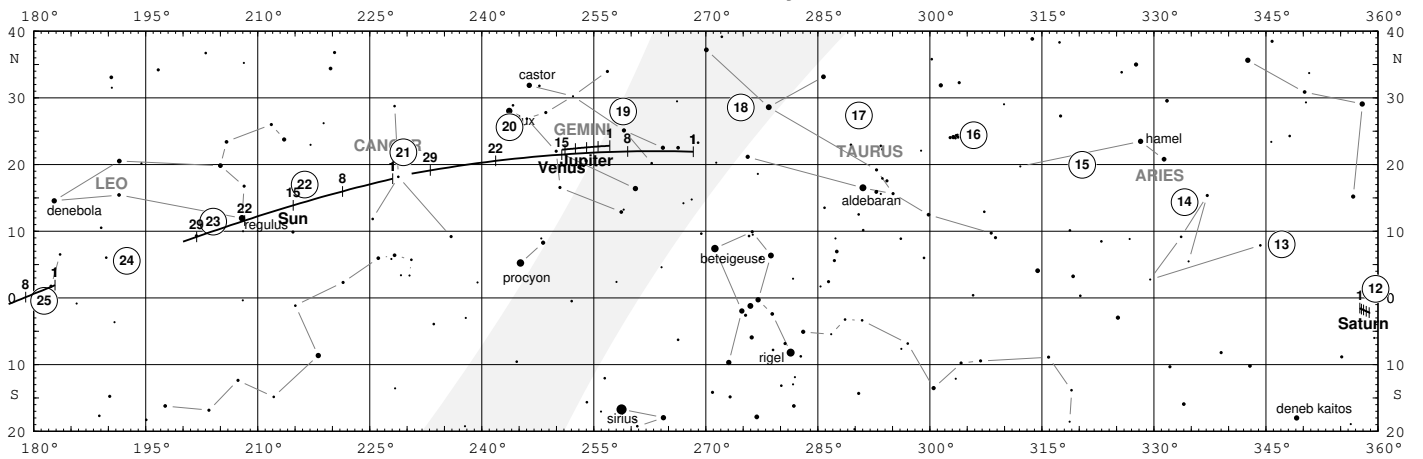 180° 195° 210° 225° 240° 255° 270° 285° 300° 315° 330° 345° 360°
40 40
N N
castor
30 30
19 18
20 ux 17
GEMINI 16
CANCER 21 15 1 8 1 hamel
29 22 TAURUS
20 Jupiter 15 20
Venus
LEO 8 1 ARIES
22 15 aldebaran 14
denebola 22 Sun
29 23 regulus
10 10
24 13
beteigeuse
1 procyon
8 12
25 0 1 0
Saturn
10 rigel 10
S S
sirius deneb kaitos
20 20
180° 195° 210° 225° 240° 255° 270° 285° 300° 315° 330° 345° 360°